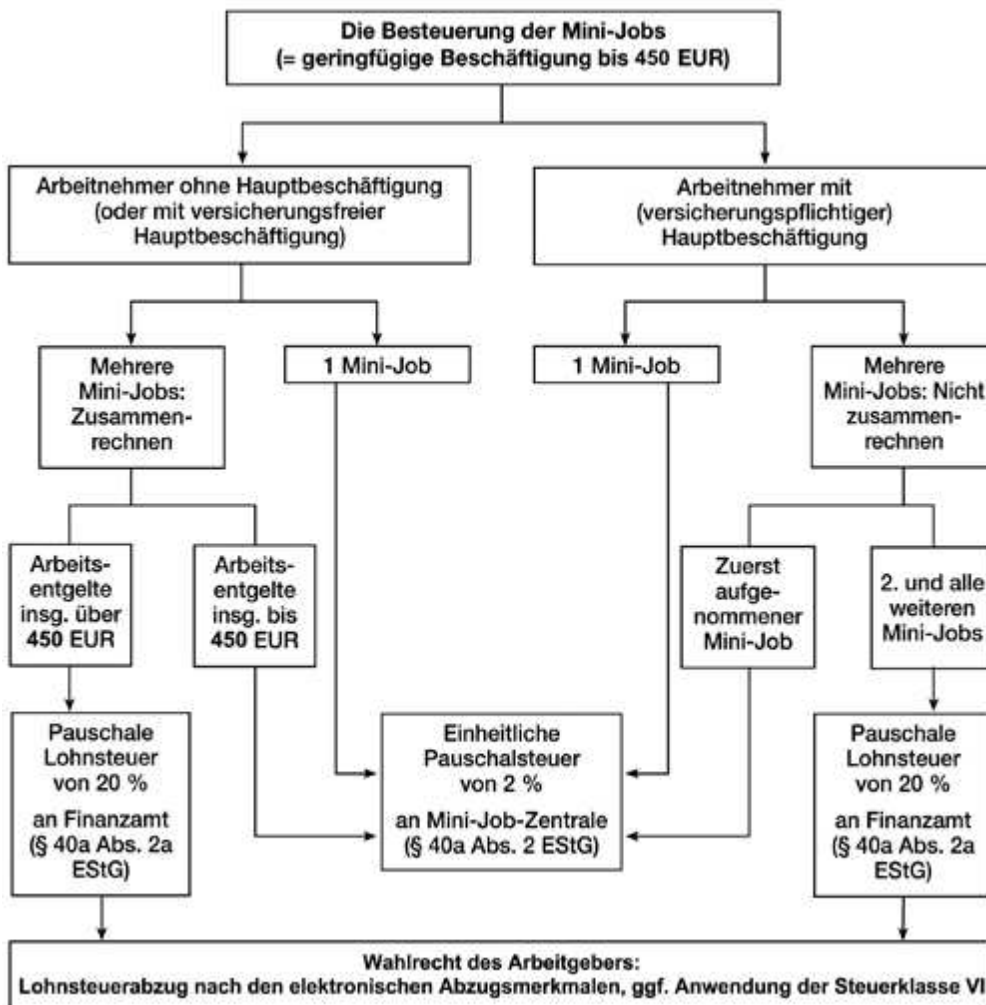 Die Besteuerung der Mini-Jobs
(= geringfügige Beschäftigung bis 450 EUR)
Arbeitnehmer ohne Hauptbeschäftigung
(oder mit versicherungsfreier
Hauptbeschäftigung)
Arbeitnehmer mit
(versicherungspflichtiger)
Hauptbeschäftigung
Mehrere
Mini-Jobs:
Zusammen-
rechnen
1 Mini-Job
1 Mini-Job
Mehrere
Mini-Jobs: Nicht
zusammen-
rechnen
Arbeits-
entgelte
insg. über
450 EUR
Arbeits-
entgelte
insg. bis
450 EUR
Zuerst
aufge-
nommener
Mini-Job
2. und alle
weiteren
Mini-Jobs
Pauschale
Lohnsteuer
von 20 %
an Finanzamt
(§ 40a Abs. 2a
EStG)
Einheitliche
Pauschalsteuer
von 2 %
an Mini-Job-Zentrale
(§ 40a Abs. 2 EStG)
Pauschale
Lohnsteuer
von 20 %
an Finanzamt
(§ 40a Abs. 2a
EStG)
Wahlrecht des Arbeitgebers:
Lohnsteuerabzug nach den elektronischen Abzugsmerkmalen, ggf. Anwendung der Steuerklasse VI